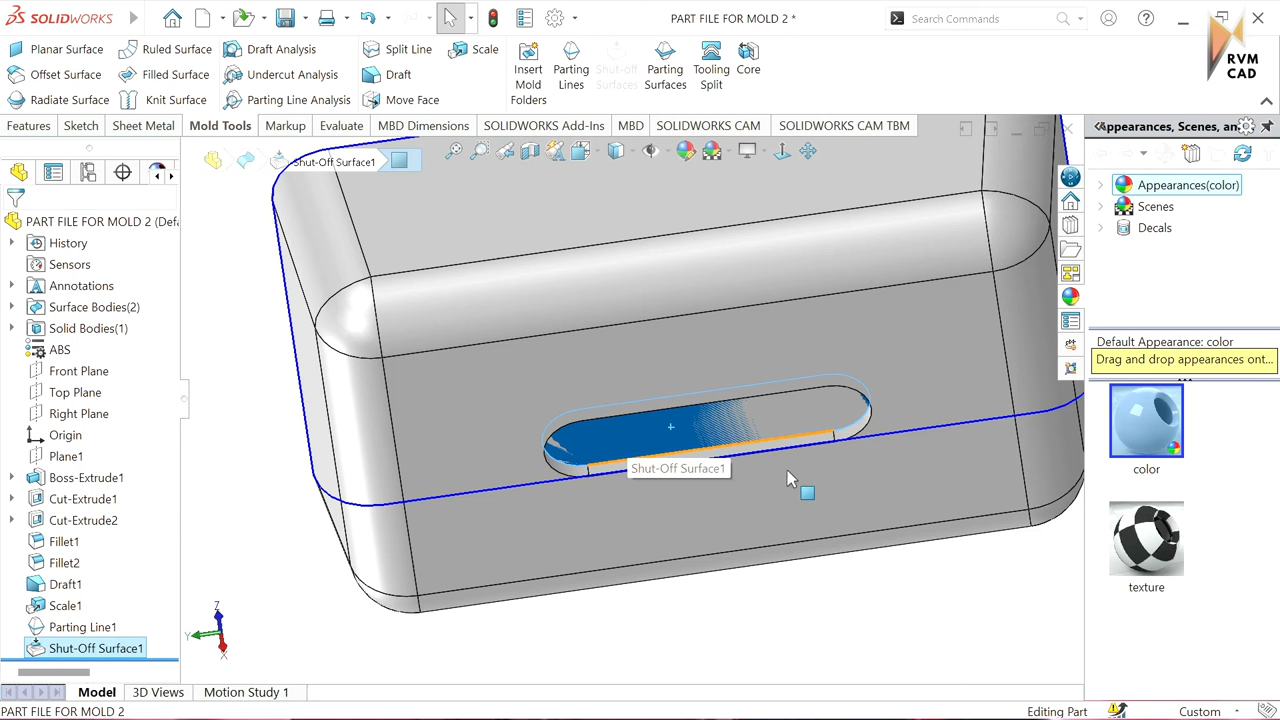 SOLIDWORKS
PART FILE FOR MOLD 2 *
Search Commands
RVM
CAD
Planar Surface
Ruled Surface
Draft Analysis
Split Line
Scale
Offset Surface
Filled Surface
Undercut Analysis
Draft
Radiate Surface
Knit Surface
Parting Line Analysis
Move Face
Insert
Mold
Folders
Parting
Lines
Shut-off
Surfaces
Parting
Surfaces
Tooling
Split
Core
Features
Sketch
Sheet Metal
Mold Tools
Markup
Evaluate
MBD Dimensions
SOLIDWORKS Add-Ins
MBD
SOLIDWORKS CAM
SOLIDWORKS CAM TBM
Shut-Off Surface1
Appearances, Scenes, an
PART FILE FOR MOLD 2 (Def
History
Sensors
Annotations
Surface Bodies(2)
Solid Bodies(1)
ABS
Front Plane
Top Plane
Right Plane
Origin
Plane1
Boss-Extrude1
Cut-Extrude1
Cut-Extrude2
Fillet1
Fillet2
Draft1
Scale1
Parting Line1
Shut-Off Surface1
Shut-Off Surface1
Z
Y
X
Appearances(color)
Scenes
Decals
Default Appearance: color
Drag and drop appearances ont...
color
texture
Model
3D Views
Motion Study 1
PART FILE FOR MOLD 2
Editing Part
Custom